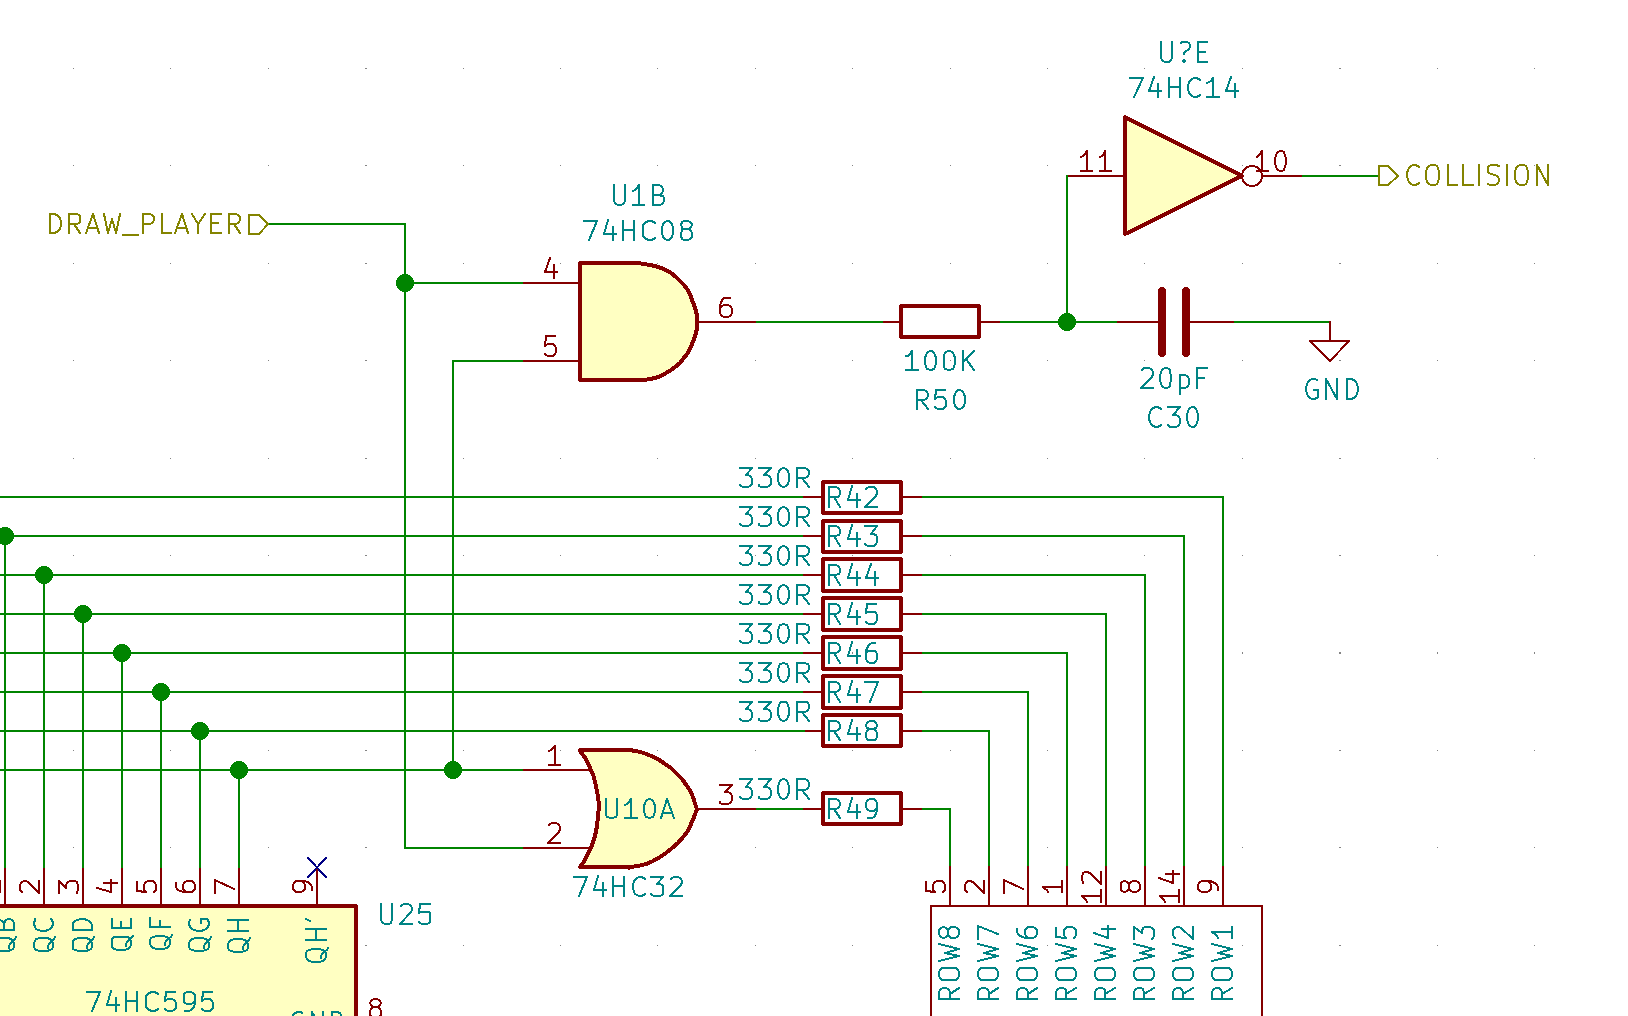 U?E
74HC14
11
10
COLLISION
U1B
74HC08
DRAW_PLAYER
4
5
6
100K
R50
20pF
C30
GND
330R
R42
330R
R43
330R
R44
330R
R45
330R
R46
330R
R47
330R
R48
1
2
U10A
3
330R
R49
74HC32
2
3
4
5
6
7
9
U25
QB
QC
QD
QE
QF
QG
QH
QH'
74HC595
8
5
2
7
1
12
8
14
9
ROW8
ROW7
ROW6
ROW5
ROW4
ROW3
ROW2
ROW1